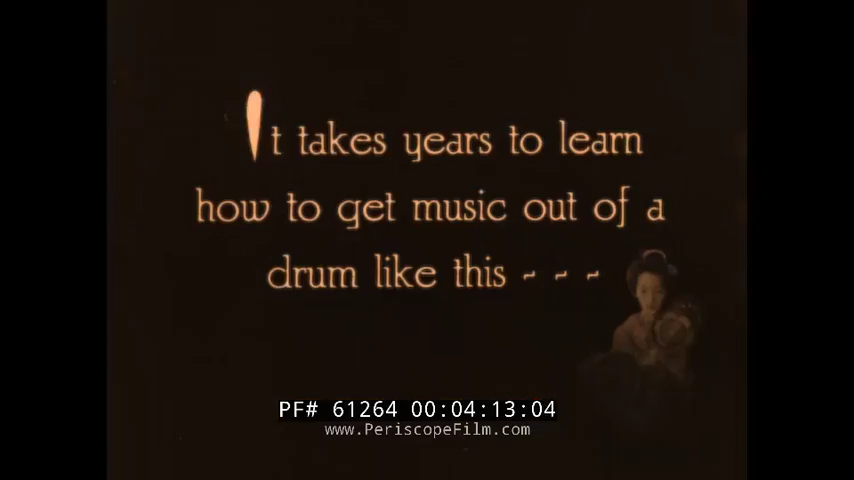 It takes years to learn
how to get music out of a
drum like this - - -
PF# 61264 00:04:13:04
www.PeriscopeFilm.com